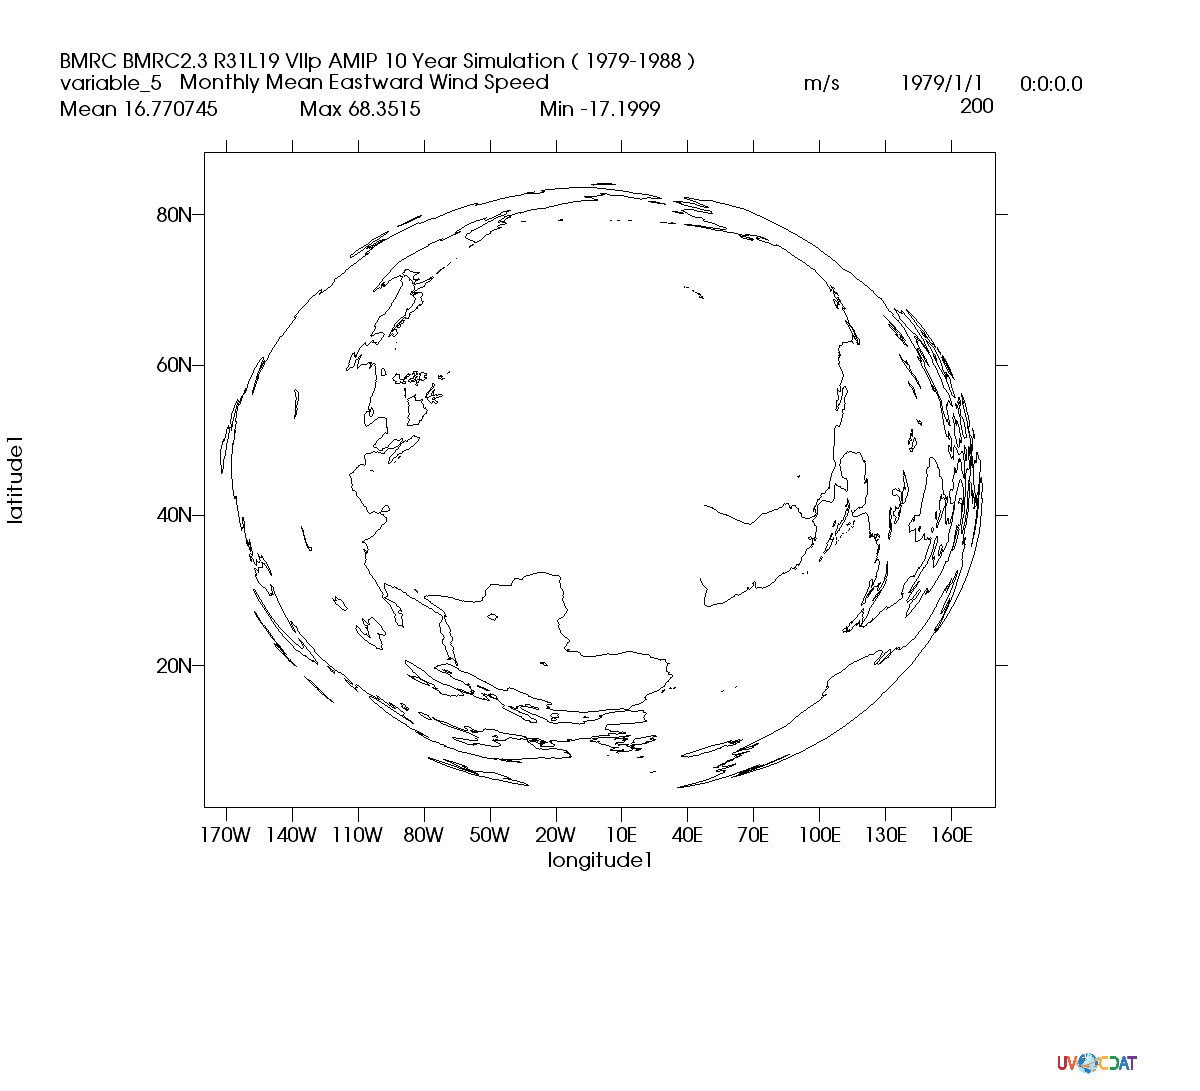 BMRC BMRC2.3 R31L19 VIIp AMIP 10 Year Simulation ( 1979-1988 )
variable_5 Monthly Mean Eastward Wind Speed m/s 1979/1/1 0:0:0.0
Mean 16.770745 Max 68.3515 Min -17.1999 200
80N
60N
40N
20N
latitude1
170W 140W 110W 80W 50W 20W 10E 40E 70E 100E 130E 160E
longitude1
UV CDAT